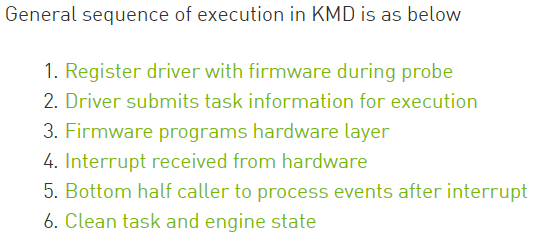 General sequence of execution in KMD is as below
1. Register driver with firmware during probe
2. Driver submits task information for execution
3. Firmware programs hardware layer
4. Interrupt received from hardware
5. Bottom half caller to process events after interrupt
6. Clean task and engine state